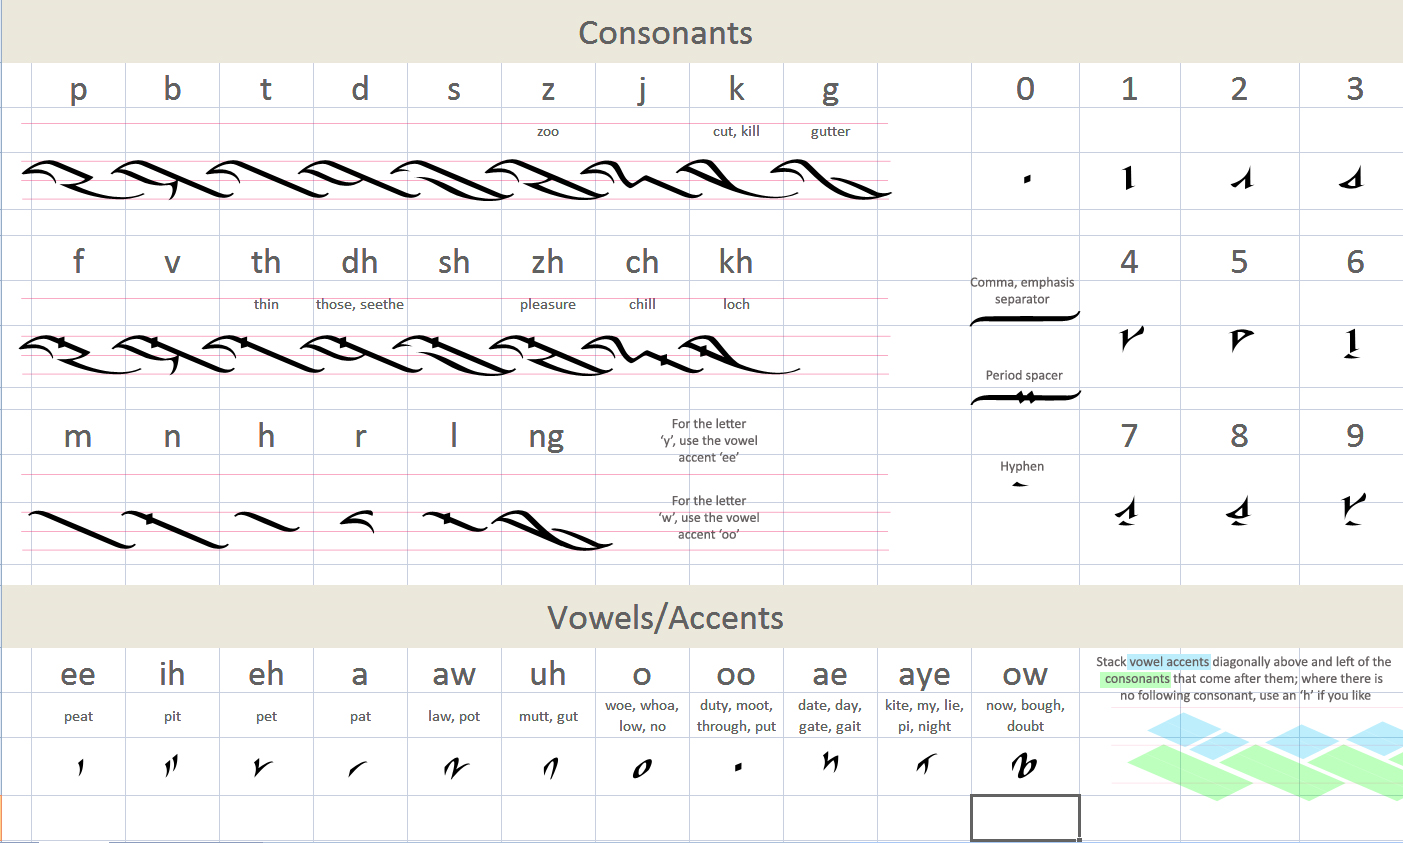 Consonants
p b t d s z j k g 0 1 2 3
zoo cut, kill gutter
f v th dh sh zh ch kh 4 5 6
Comma, emphasis
separator
thin those, seethe pleasure chill loch
Period spacer
m n h r l ng 7 8 9
For the letter
‘y’, use the vowel
accent ‘ee’
Hyphen
For the letter
‘w’, use the vowel
accent ‘oo’
Vowels/Accents
ee ih eh a aw uh o oo ae aye ow
Stack vowel accents diagonally above and left of the
consonants that come after them; where there is
no following consonant, use an ‘h’ if you like
peat pit pet pat law, pot mutt, gut
woe, whoa,
low, no
duty, moot,
through, put
date, day,
gate, gait
kite, my, lie,
pi, night
now, bough,
doubt